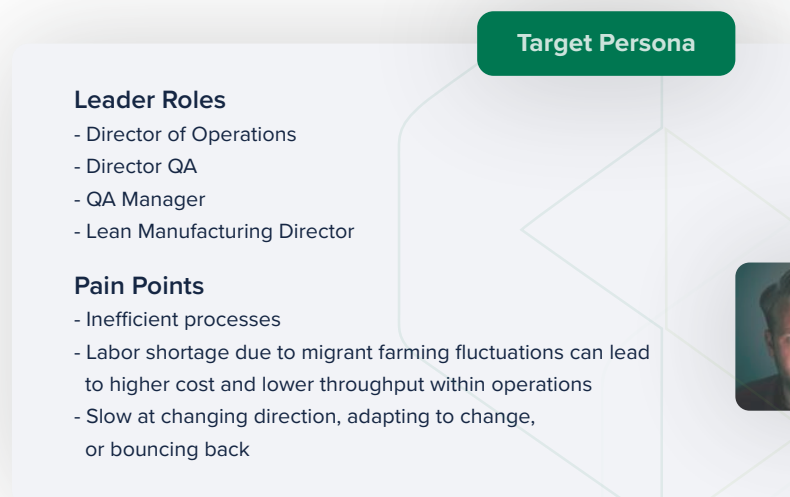 Target Persona
Leader Roles
- Director of Operations
- Director QA
- QA Manager
- Lean Manufacturing Director
Pain Points
- Inefficient processes
- Labor shortage due to migrant farming fluctuations can lead
to higher cost and lower throughput within operations
- Slow at changing direction, adapting to change,
or bouncing back